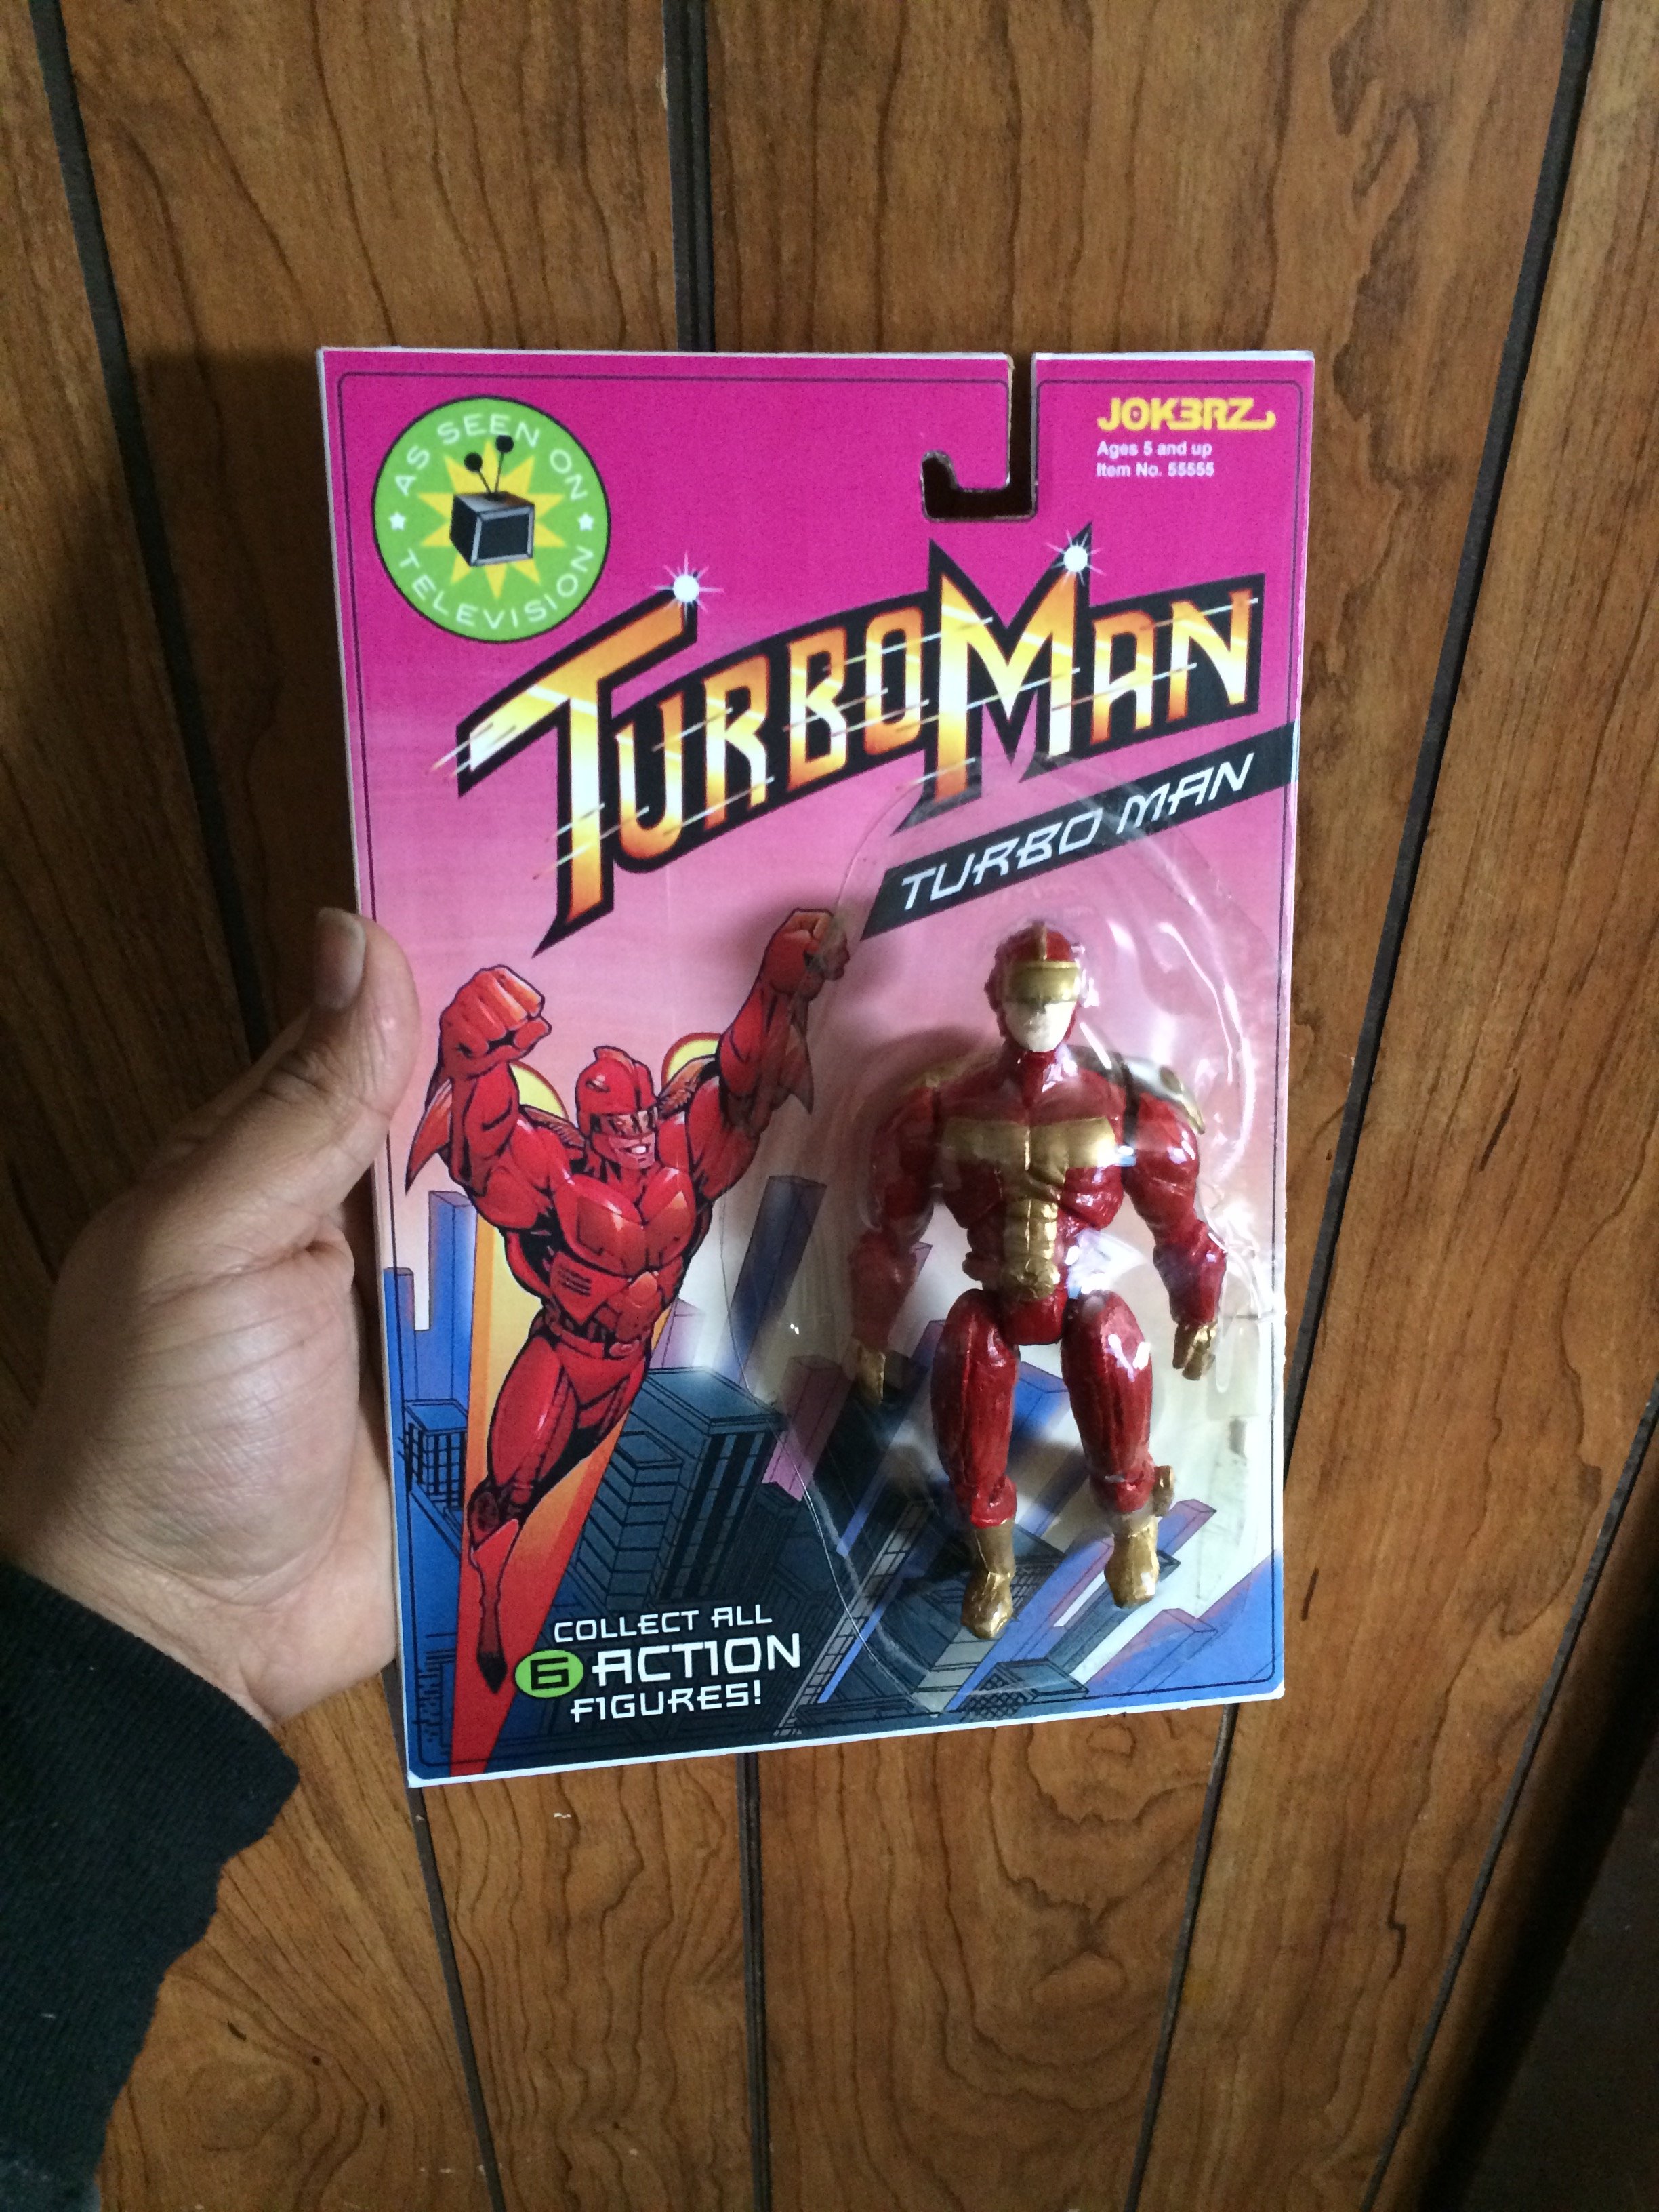 AS SEEN ON
TELEVISION
JOK3RZ
Ages 5 and up
Item No. 55555
TURBOMAN
TURBO MAN
COLLECT ALL
6 ACTION
FIGURES!